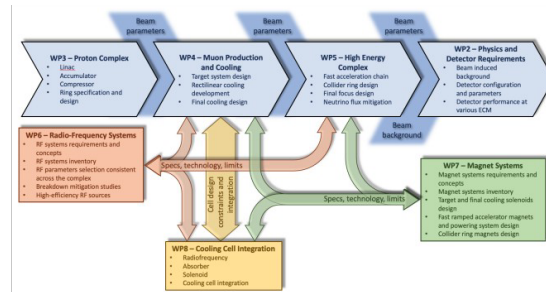 Beam parameters
Beam parameters
Beam parameters
WP3 – Proton Complex
• Linac
• Accumulator
• Compressor
• Ring specification and design
WP4 – Muon Production and Cooling
• Target system design
• Rectilinear cooling development
• Final cooling design
WP5 – High Energy Complex
• Fast acceleration chain
• Collider ring design
• Final focus design
• Neutrino flux mitigation
WP2 – Physics and Detector Requirements
• Beam induced background
• Detector configuration and parameters
• Detector performance at various ECM
Beam background
WP6 – Radio-Frequency Systems
• RF systems requirements and concepts
• RF systems inventory
• RF parameters selection consistent across the complex
• Breakdown mitigation studies
• High-efficiency RF sources
Specs, technology, limits
Cell design constraints and integration
Specs, technology, limits
WP7 – Magnet Systems
• Magnet systems requirements and concepts
• Magnet systems inventory
• Target and final cooling solenoids design
• Fast ramped accelerator magnets and powering system design
• Collider ring magnets design
WP8 – Cooling Cell Integration
• Radiofrequency
• Absorber
• Solenoid
• Cooling cell integration